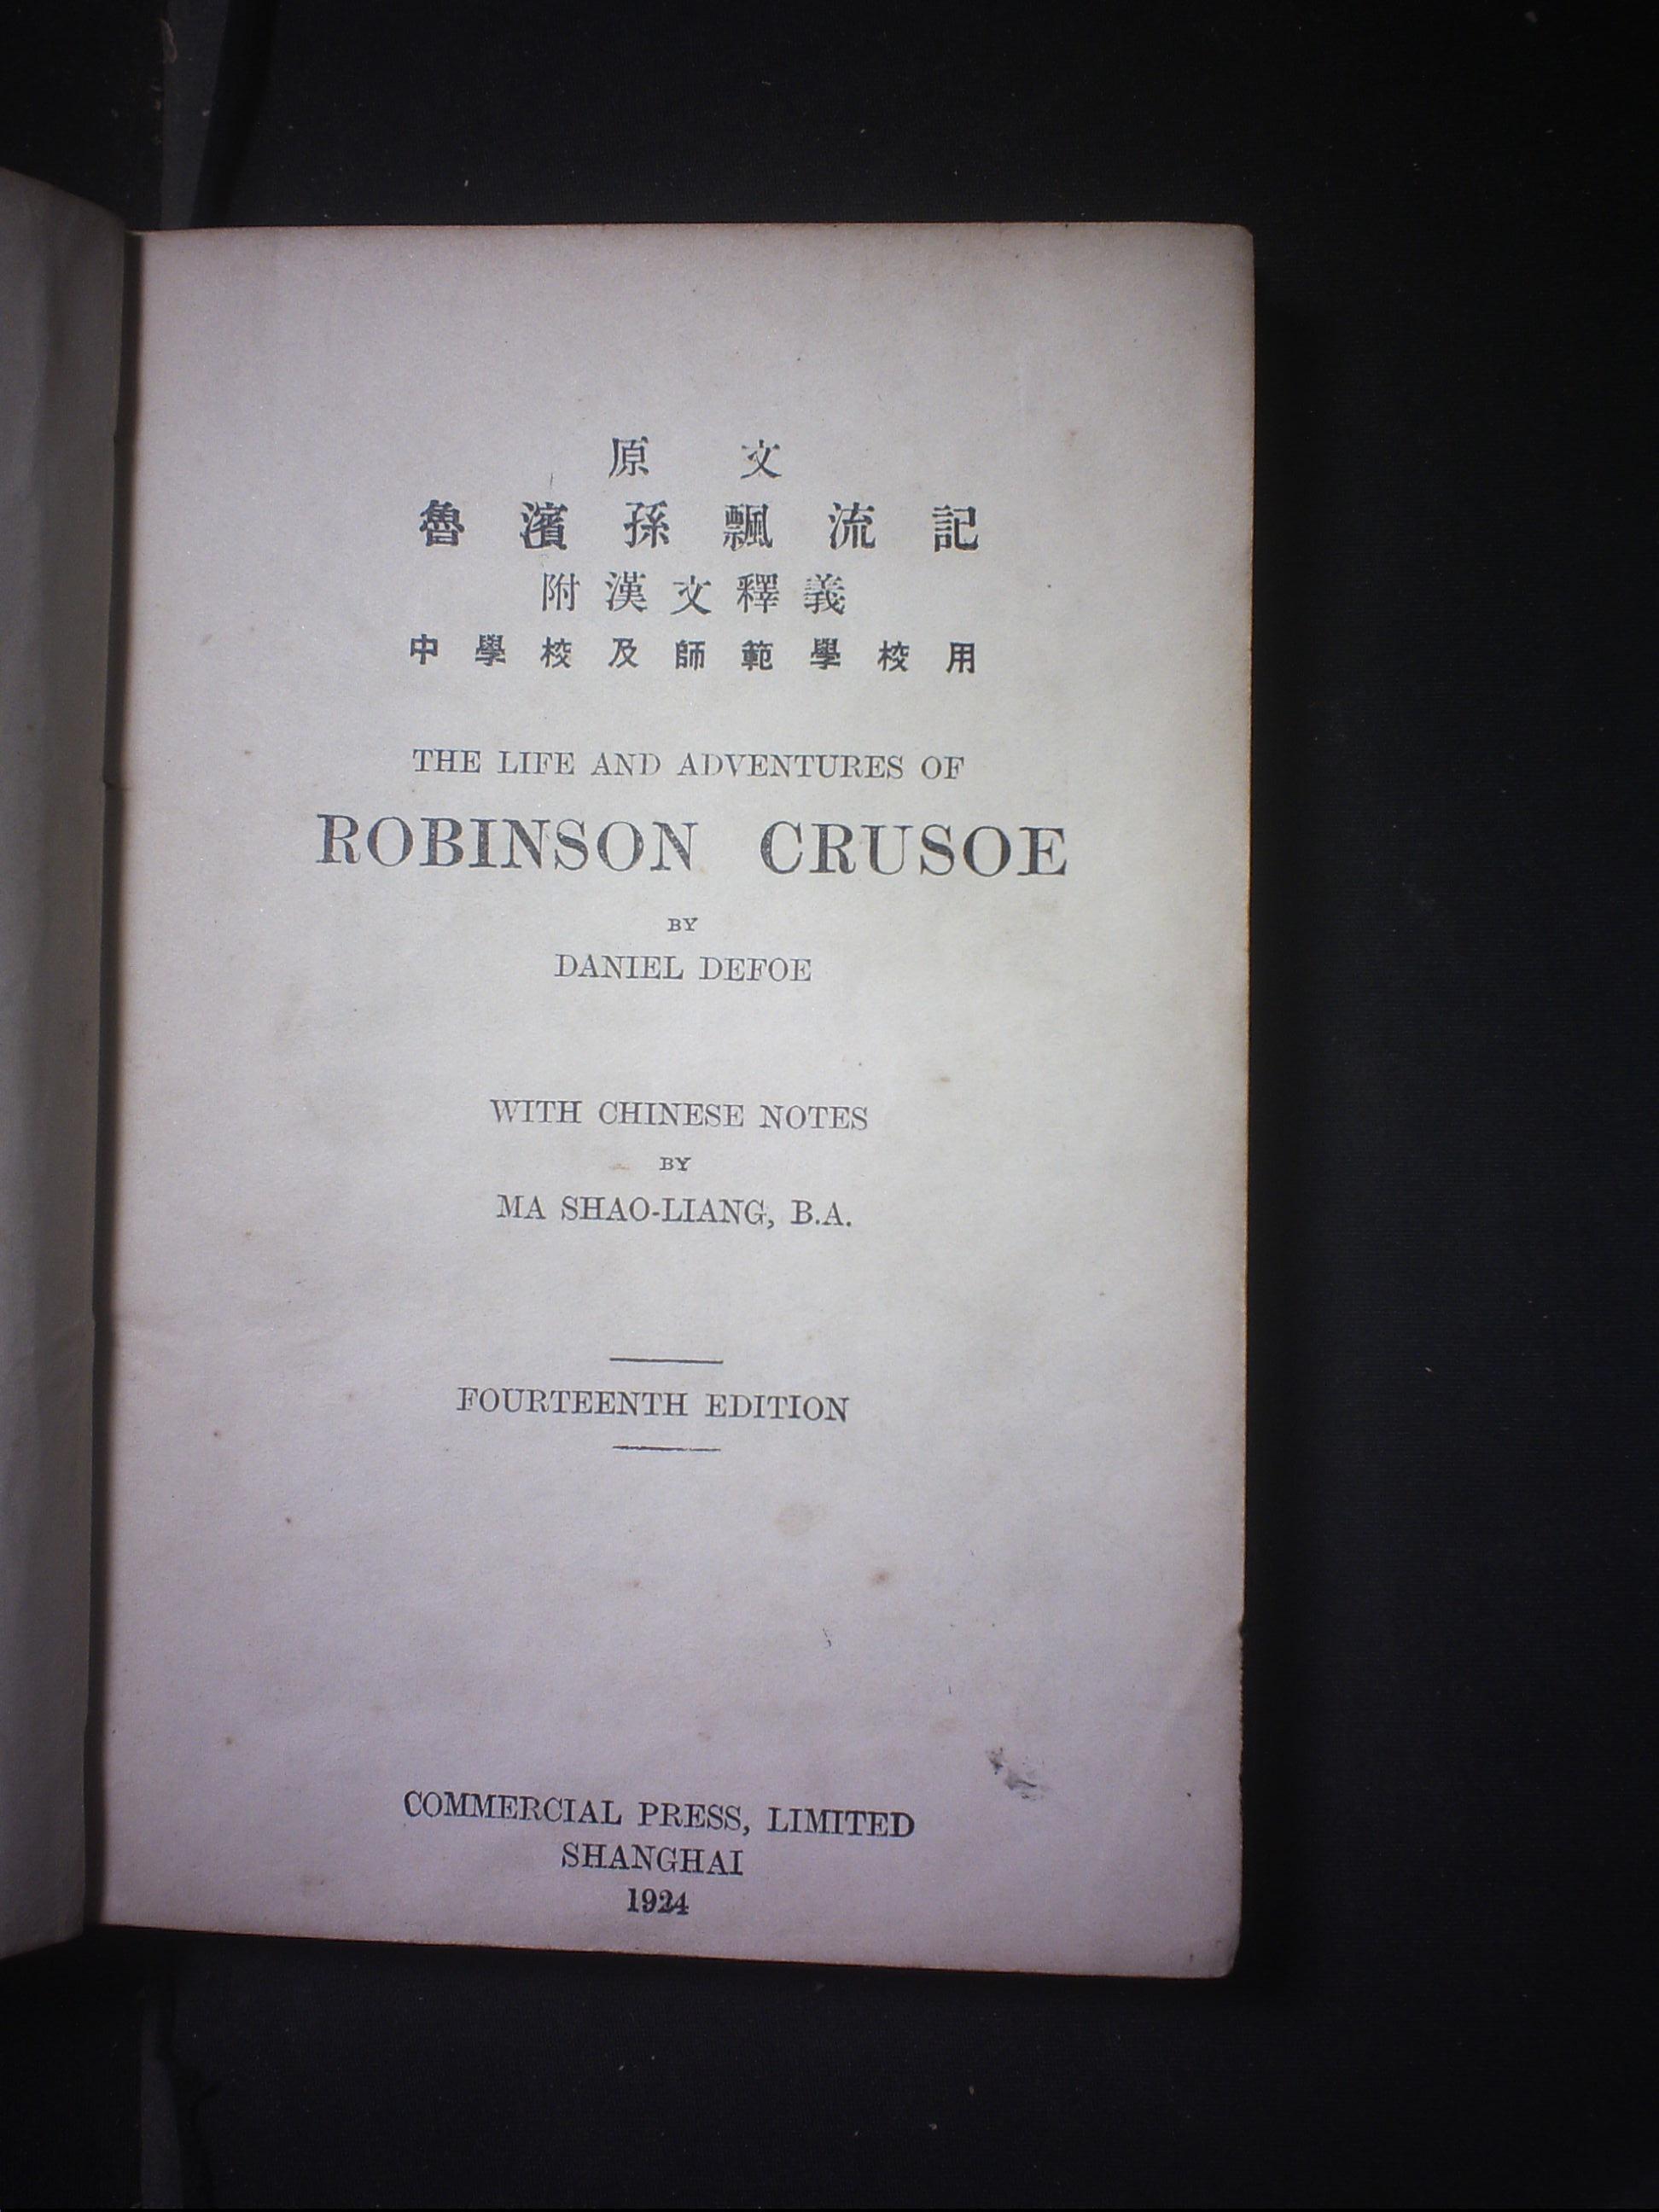 原文
魯濱孫飄流記
附漢文釋義
中學校及師範學校用
THE LIFE AND ADVENTURES OF
ROBINSON CRUSOE
BY
DANIEL DEFOE
WITH CHINESE NOTES
BY
MA SHAO-LIANG, B.A.
FOURTEENTH EDITION
COMMERCIAL PRESS, LIMITED
SHANGHAI
1924